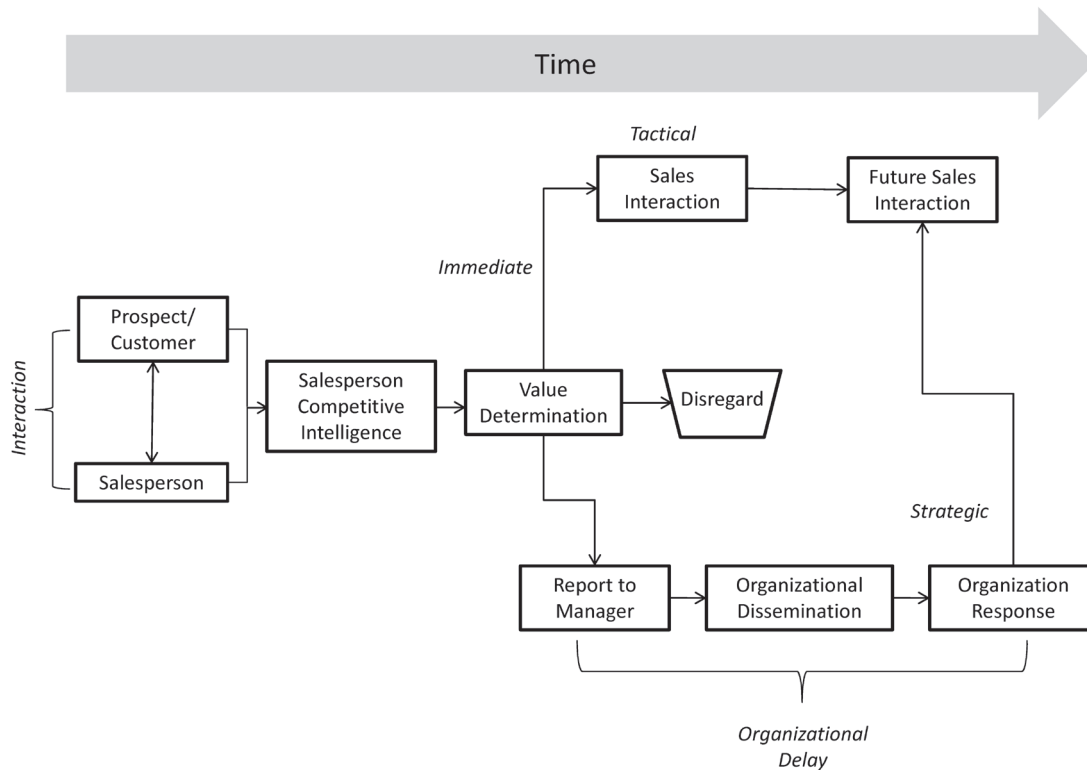 Time
Tactical
Sales
Interaction
Future Sales
Interaction
Immediate
Prospect/
Customer
Interaction
Salesperson
Competitive
Intelligence
Value
Determination
Disregard
Salesperson
Strategic
Report to
Manager
Organizational
Dissemination
Organization
Response
Organizational
Delay